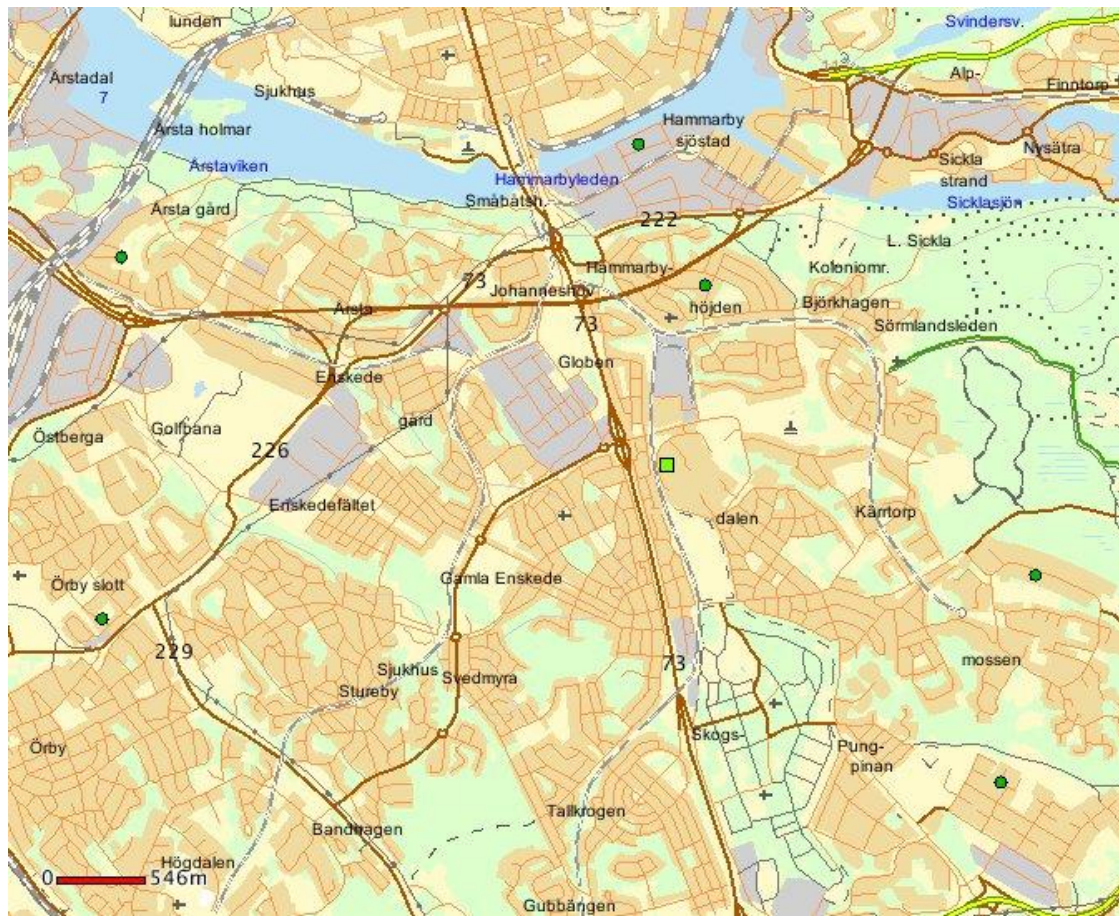 lunden
Svindersv.
Årstadal
7
Sjukhus
Alp-
Finntorp
Årsta holmar
Hammarby
sjöstad
Nysätra
Årstaviken
Hammarbyleden
Sickla
strand
Småbåtsh.
Sicklasjön
Årsta gård
222
L. Sickla
73
Hammarby-
Koloniomr.
Johanneshov
Årsta
höjden
Björkhagen
73
Sörmlandsleden
Globen
Enskede
gård
Golfbana
Östberga
226
Enskedefältet
dalen
Kärrtorp
Örby slott
Gamla Enskede
229
73
mossen
Sjukhus
Svedmyra
Stureby
Skogs-
Örby
Pung-
pinan
Tallkrogen
Bandhagen
Högdalen
0 546m
Gubbängen